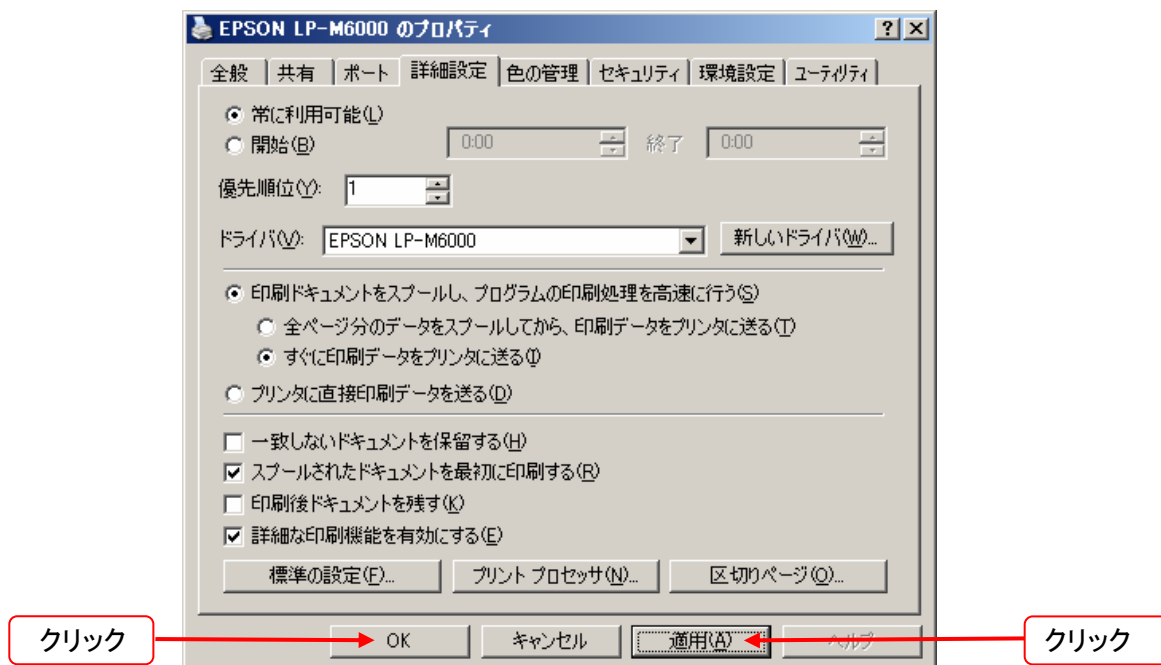 EPSON LP-M6000 のプロパティ
全般 共有 ポート 詳細設定 色の管理 セキュリティ 環境設定 ユーティリティ
常に利用可能(L)
開始(B) 0:00 終了 0:00
優先順位(Y): 1
ドライバ(V): EPSON LP-M6000 新しいドライバ(W)...
印刷ドキュメントをスプールし、プログラムの印刷処理を高速に行う(S)
全ページ分のデータをスプールしてから、印刷データをプリンタに送る(T)
すぐに印刷データをプリンタに送る(I)
プリンタに直接印刷データを送る(D)
一致しないドキュメントを保留する(H)
スプールされたドキュメントを最初に印刷する(R)
印刷後ドキュメントを残す(K)
詳細な印刷機能を有効にする(E)
標準の設定(F)... プリント プロセッサ(N)... 区切りページ(O)...
クリック OK キャンセル 適用(A) ヘルプ クリック